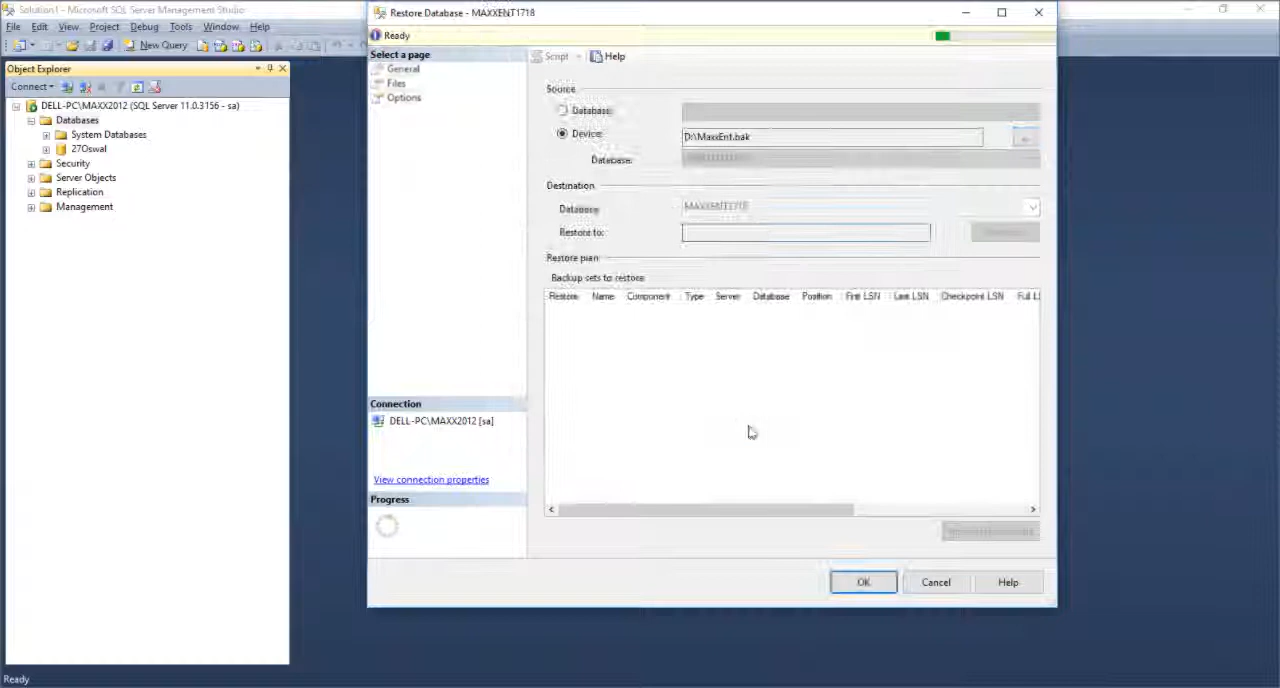 Solution1 - Microsoft SQL Server Management Studio
File Edit View Project Debug Tools Window Help
New Query
Object Explorer
Connect
DELL-PC\MAXX2012 (SQL Server 11.0.3156 - sa)
Databases
System Databases
27Oswal
Security
Server Objects
Replication
Management
Restore Database - MAXXENT1718
Ready
Select a page
General
Files
Options
Script Help
Source
Database:
Device: D:\MaxxEnt.bak
Database:
Destination
Database: MAXXENT1718
Restore to:
Restore plan
Backup sets to restore:
Restore Name Component Type Server Database Position First LSN Last LSN Checkpoint LSN Full L
Connection
DELL-PC\MAXX2012 [sa]
View connection properties
Progress
OK Cancel Help
Ready